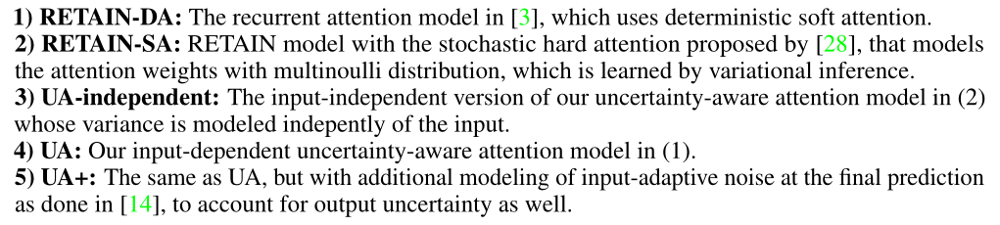 1) RETAIN-DA: The recurrent attention model in [3], which uses deterministic soft attention.
2) RETAIN-SA: RETAIN model with the stochastic hard attention proposed by [28], that models
the attention weights with multinoulli distribution, which is learned by variational inference.
3) UA-independent: The input-independent version of our uncertainty-aware attention model in (2)
whose variance is modeled indepently of the input.
4) UA: Our input-dependent uncertainty-aware attention model in (1).
5) UA+: The same as UA, but with additional modeling of input-adaptive noise at the final prediction
as done in [14], to account for output uncertainty as well.